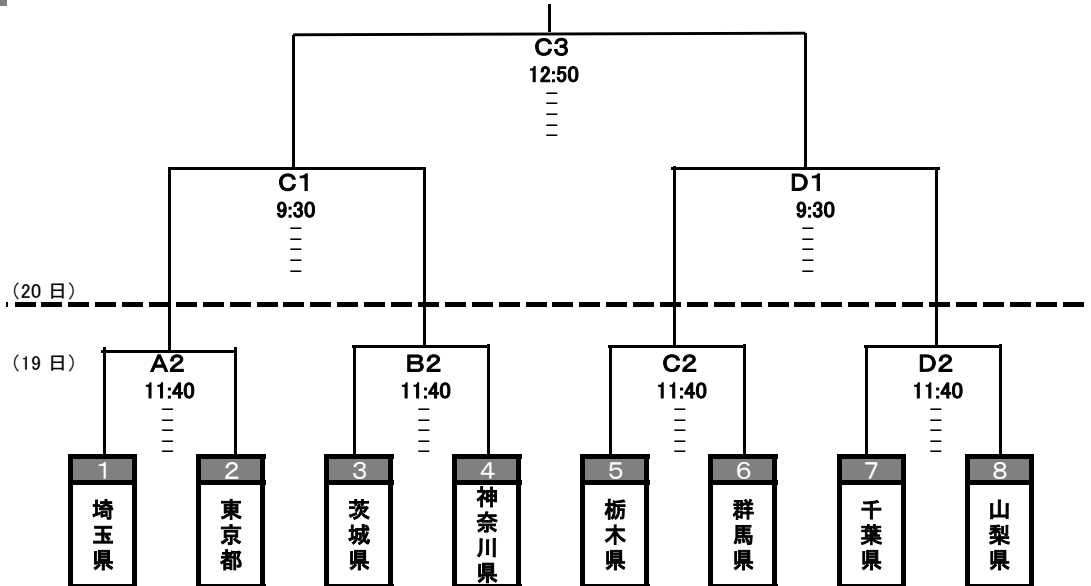 C3
12:50
C1
D1
9:30
9:30
(20 日)
(19 日)
A2
B2
C2
D2
11:40
11:40
11:40
11:40
1
2
3
4
5
6
7
8
埼玉県
東京都
茨城県
神奈川県
栃木県
群馬県
千葉県
山梨県